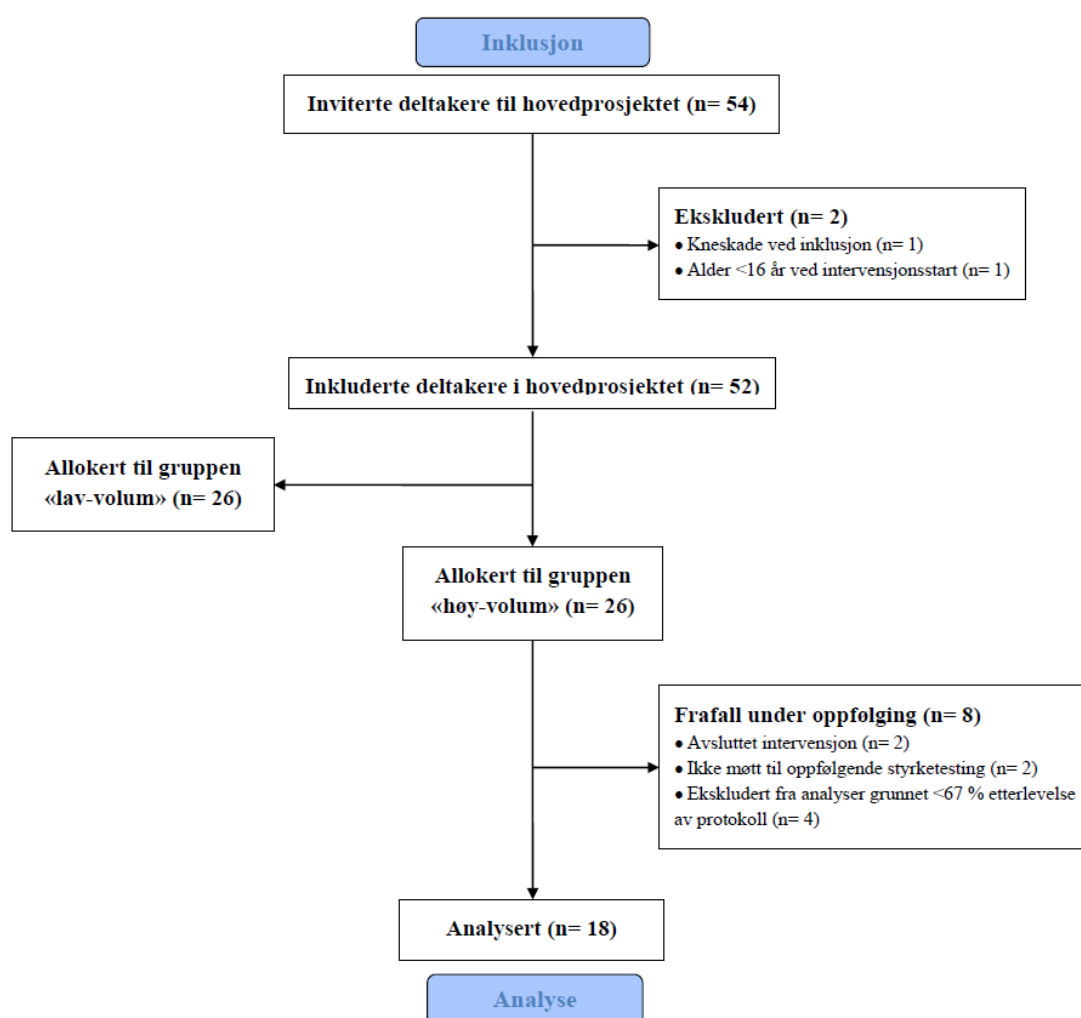 Inklusjon
Inviterte deltakere til hovedprosjektet (n= 54)
Ekskludert (n= 2)
• Kneskade ved inklusjon (n= 1)
• Alder <16 år ved intervensjonsstart (n= 1)
Inkluderte deltakere i hovedprosjektet (n= 52)
Allokert til gruppen
«lav-volum» (n= 26)
Allokert til gruppen
«høy-volum» (n= 26)
Frafall under oppfølging (n= 8)
• Avsluttet intervensjon (n= 2)
• Ikke møtt til oppfølgende styrketesting (n= 2)
• Ekskludert fra analyser grunnet <67 % etterlevelse
av protokoll (n= 4)
Analysert (n= 18)
Analyse